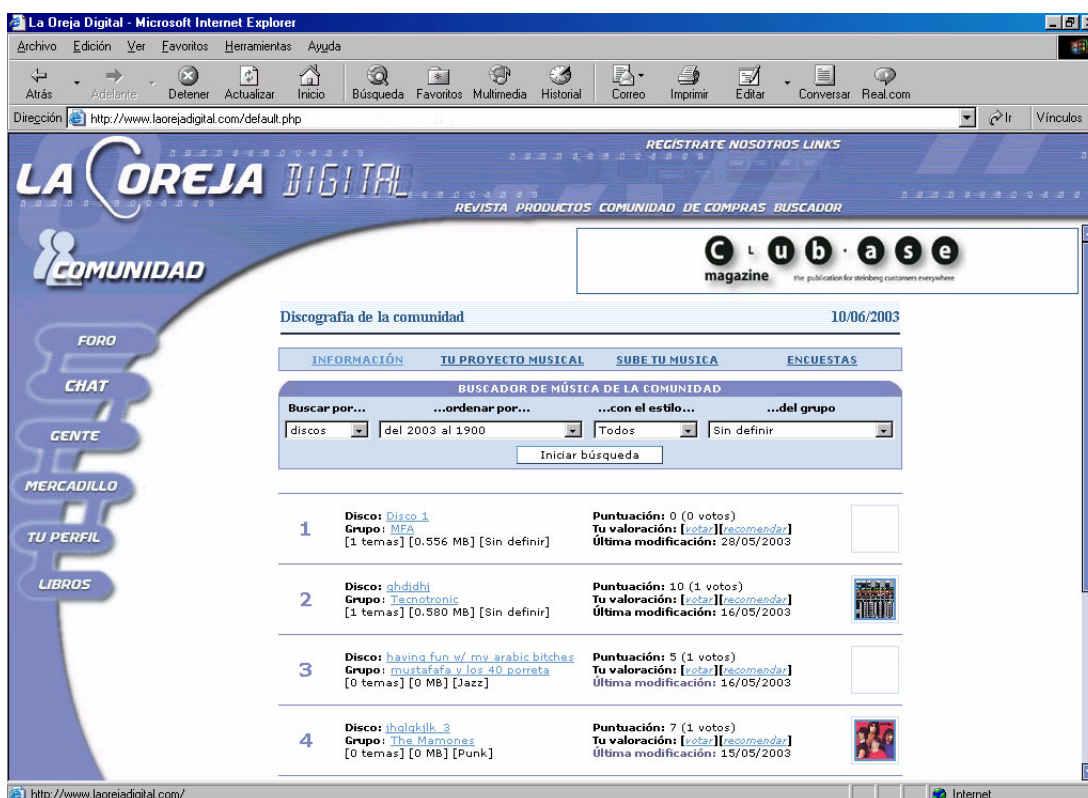 La Oreja Digital - Microsoft Internet Explorer
Archivo Edición Ver Favoritos Herramientas Ayuda
Atrás Adelante Detener Actualizar Inicio Búsqueda Favoritos Multimedia Historial Correo Imprimir Editar Conversar Real.com
Dirección http://www.laorejadigital.com/default.php Ir Vínculos
REGÍSTRATE NOSOTROS LINKS
LA OREJA DIGITAL
REVISTA PRODUCTOS COMUNIDAD DE COMPRAS BUSCADOR
COMUNIDAD
CLub·ase
magazine the publication for steinberg customers everywhere
Discografía de la comunidad 10/06/2003
FORO
CHAT
GENTE
MERCADILLO
TU PERFIL
LIBROS
INFORMACIÓN TU PROYECTO MUSICAL SUBE TU MUSICA ENCUESTAS
BUSCADOR DE MÚSICA DE LA COMUNIDAD
Buscar por... ...ordenar por... ...con el estilo... ...del grupo
discos del 2003 al 1900 Todos Sin definir
Iniciar búsqueda
1
Disco: Disco 1 Puntuación: 0 (0 votos)
Grupo: MFA Tu valoración: [votar][recomendar]
[1 temas] [0.556 MB] [Sin definir] Última modificación: 28/05/2003
2
Disco: ghdjdhj Puntuación: 10 (1 votos)
Grupo: Tecnotronic Tu valoración: [votar][recomendar]
[1 temas] [0.580 MB] [Sin definir] Última modificación: 16/05/2003
3
Disco: having fun w/ my arabic bitches Puntuación: 5 (1 votos)
Grupo: mustafafa y los 40 porreta Tu valoración: [votar][recomendar]
[0 temas] [0 MB] [Jazz] Última modificación: 16/05/2003
4
Disco: jhglgkjlk 3 Puntuación: 7 (1 votos)
Grupo: The Mamones Tu valoración: [votar][recomendar]
[0 temas] [0 MB] [Punk] Última modificación: 15/05/2003
http://www.laorejadigital.com/ Internet